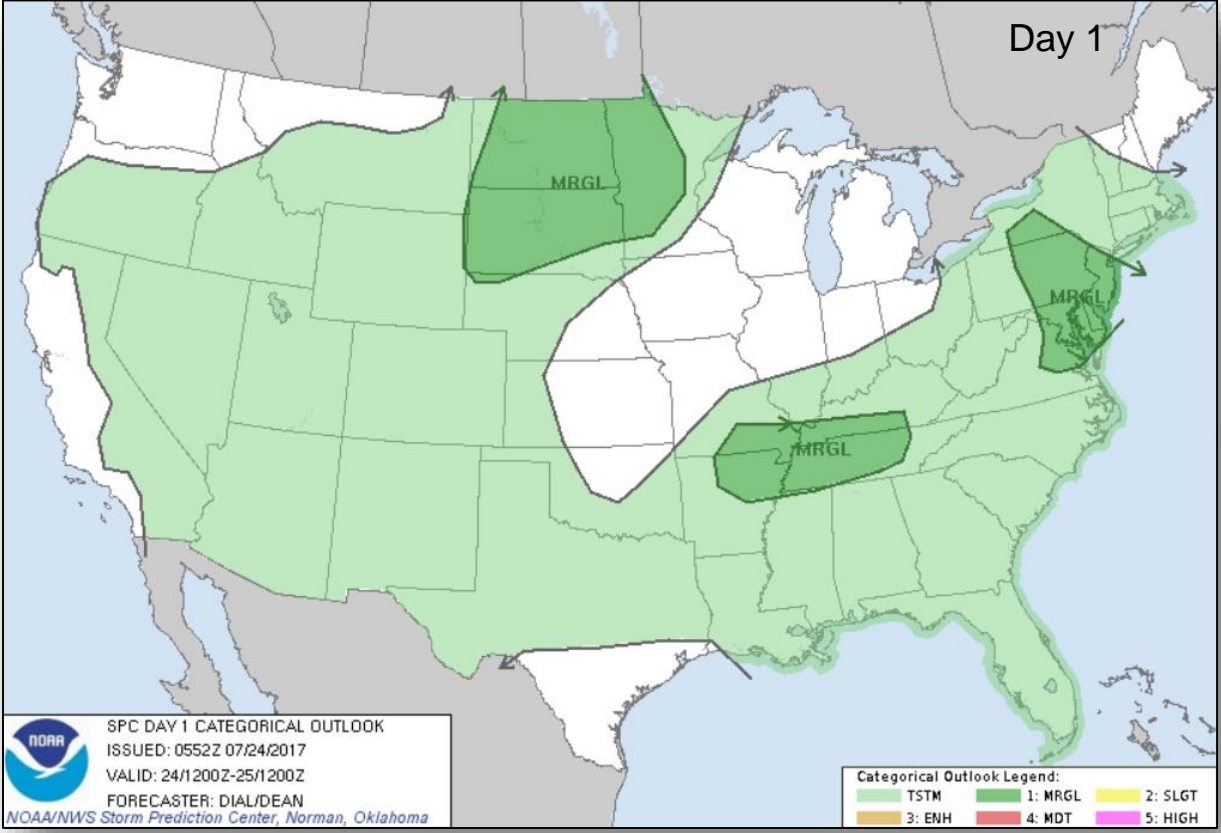 Day 1
MRGL
MRGL
MRGL
NOAA
SPC DAY 1 CATEGORICAL OUTLOOK
ISSUED: 0552Z 07/24/2017
VALID: 24/1200Z-25/1200Z
FORECASTER: DIAL/DEAN
NOAA/NWS Storm Prediction Center, Norman, Oklahoma
Categorical Outlook Legend:
TSTM 1: MRGL 2: SLGT
3: ENH 4: MDT 5: HIGH